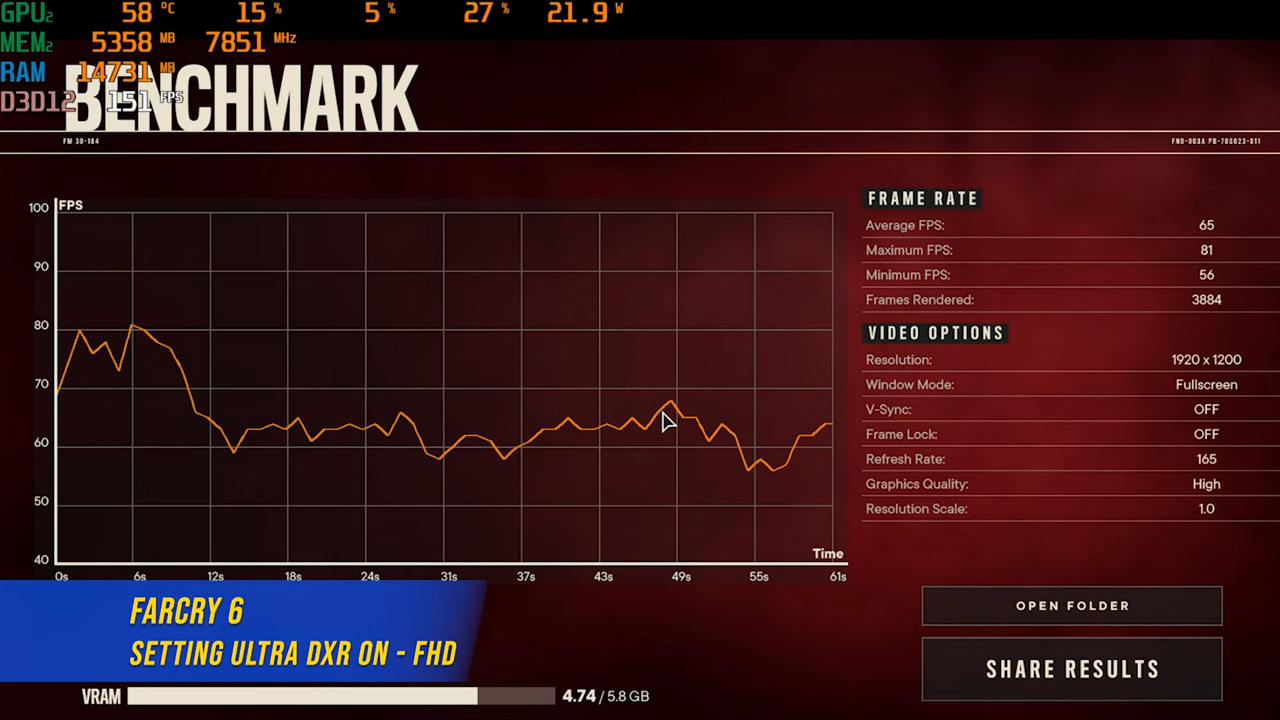 GPU2 58 °C 15 % 5 % 27 % 21.9 W
MEM2 5358 MB 7851 MHz
RAM 14731 MB
D3D12 151 FPS
BENCHMARK
FM 30-184
FND-063A PB-700023-011
FPS
100
90
80
70
60
50
40
Time
0s 6s 12s 18s 24s 31s 37s 43s 49s 55s 61s
FRAME RATE
Average FPS: 65
Maximum FPS: 81
Minimum FPS: 56
Frames Rendered: 3884
VIDEO OPTIONS
Resolution: 1920 x 1200
Window Mode: Fullscreen
V-Sync: OFF
Frame Lock: OFF
Refresh Rate: 165
Graphics Quality: High
Resolution Scale: 1.0
FARCRY 6
SETTING ULTRA DXR ON - FHD
VRAM 4.74 / 5.8 GB
OPEN FOLDER
SHARE RESULTS